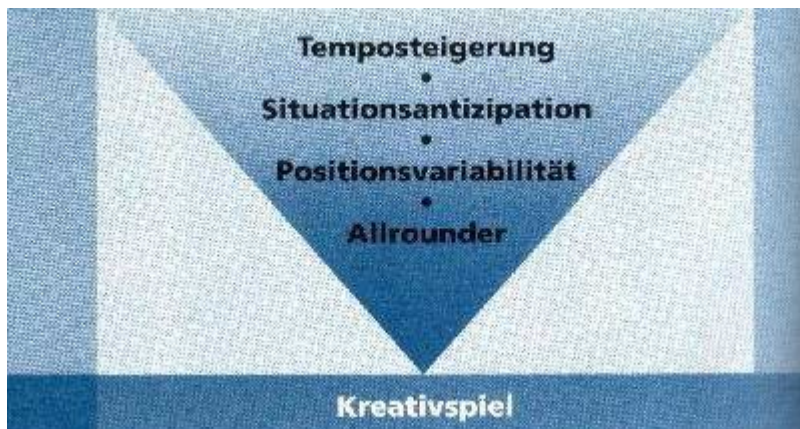 Temposteigerung
•
Situationsantizipation
•
Positionsvariabilität
•
Allrounder
Kreativspiel